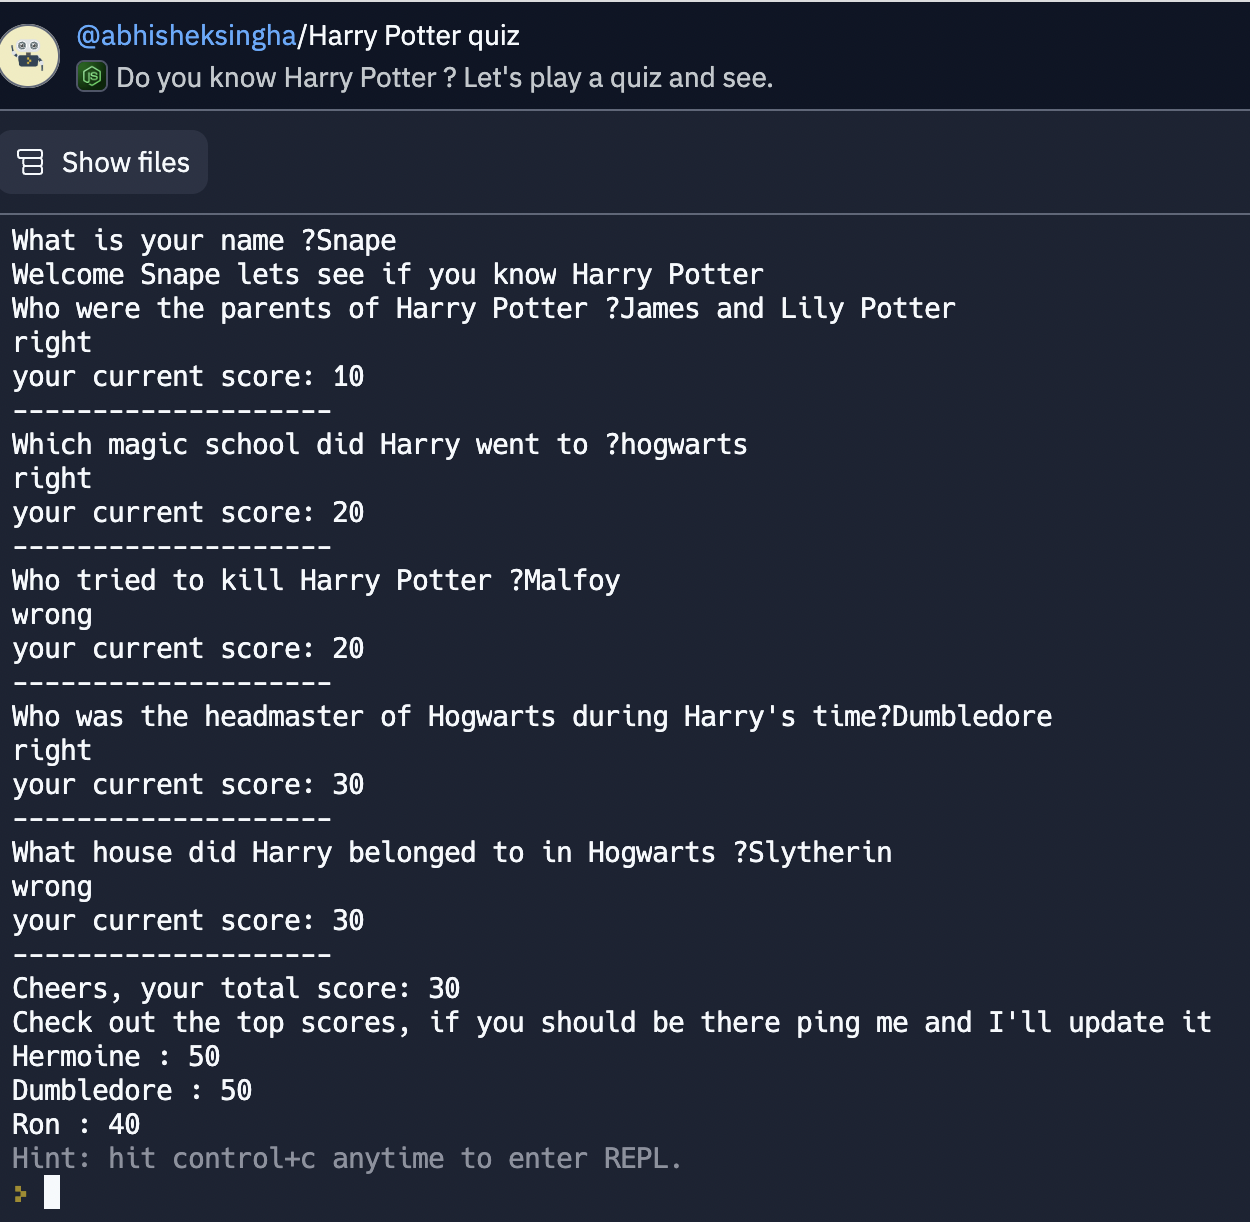 @abhisheksingha/Harry Potter quiz
Do you know Harry Potter ? Let's play a quiz and see.
Show files
What is your name ?Snape
Welcome Snape lets see if you know Harry Potter
Who were the parents of Harry Potter ?James and Lily Potter
right
your current score: 10
--------------------
Which magic school did Harry went to ?hogwarts
right
your current score: 20
--------------------
Who tried to kill Harry Potter ?Malfoy
wrong
your current score: 20
--------------------
Who was the headmaster of Hogwarts during Harry's time?Dumbledore
right
your current score: 30
--------------------
What house did Harry belonged to in Hogwarts ?Slytherin
wrong
your current score: 30
--------------------
Cheers, your total score: 30
Check out the top scores, if you should be there ping me and I'll update it
Hermoine : 50
Dumbledore : 50
Ron : 40
Hint: hit control+c anytime to enter REPL.